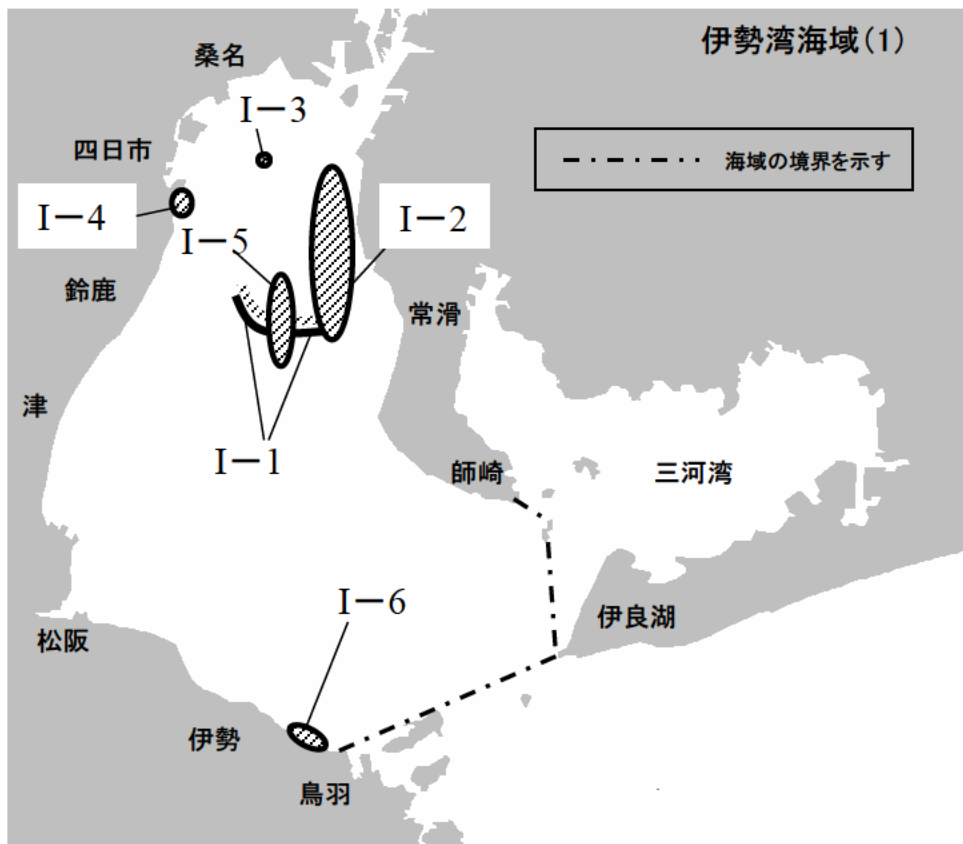 伊勢湾海域(1)
桑名
I－3
四日市
海域の境界を示す
I－4
I－5
I－2
鈴鹿
常滑
津
I－1
師崎
三河湾
I－6
伊良湖
松阪
伊勢
鳥羽